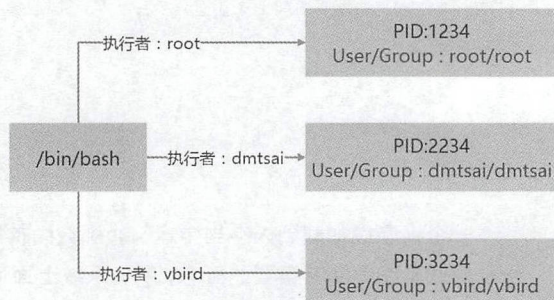 执行者：root
PID:1234
User/Group：root/root
/bin/bash
执行者：dmtsai
PID:2234
User/Group：dmtsai/dmtsai
执行者：vbird
PID:3234
User/Group：vbird/vbird